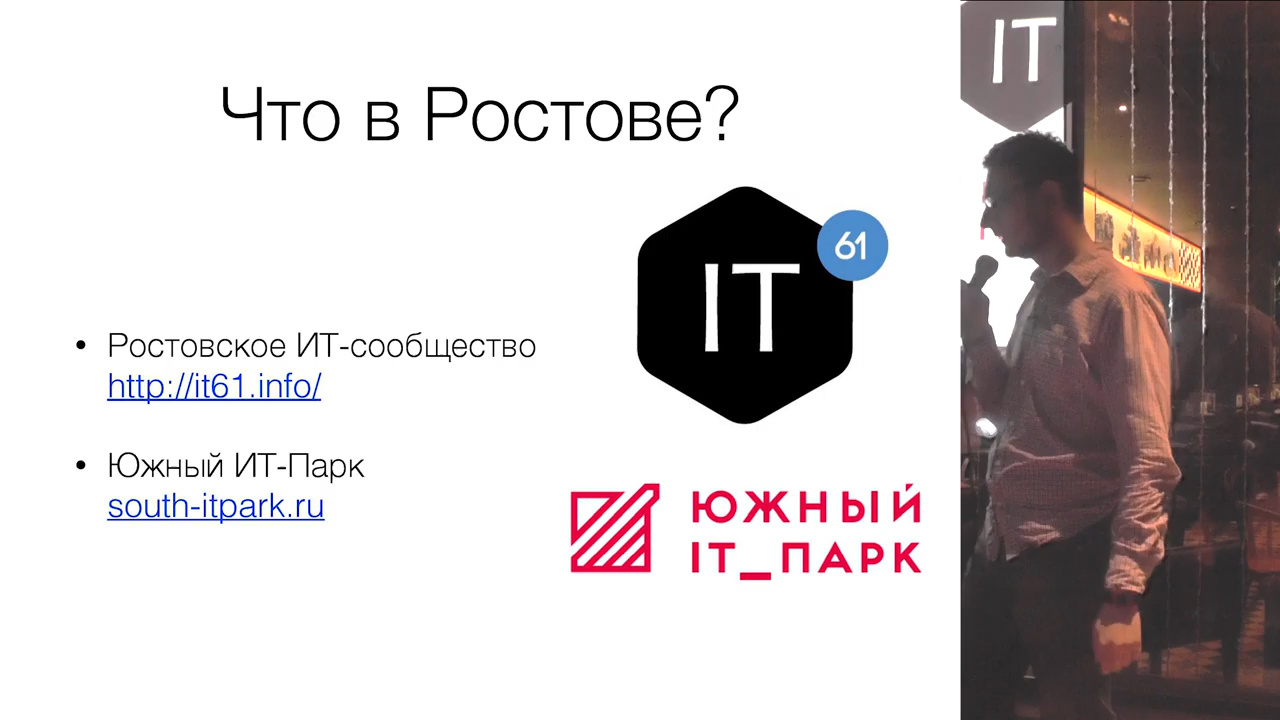 Что в Ростове?
IT
61
• Ростовское ИТ-сообщество
http://it61.info/
• Южный ИТ-Парк
south-itpark.ru
ЮЖНЫЙ
IT_ПАРК
IT